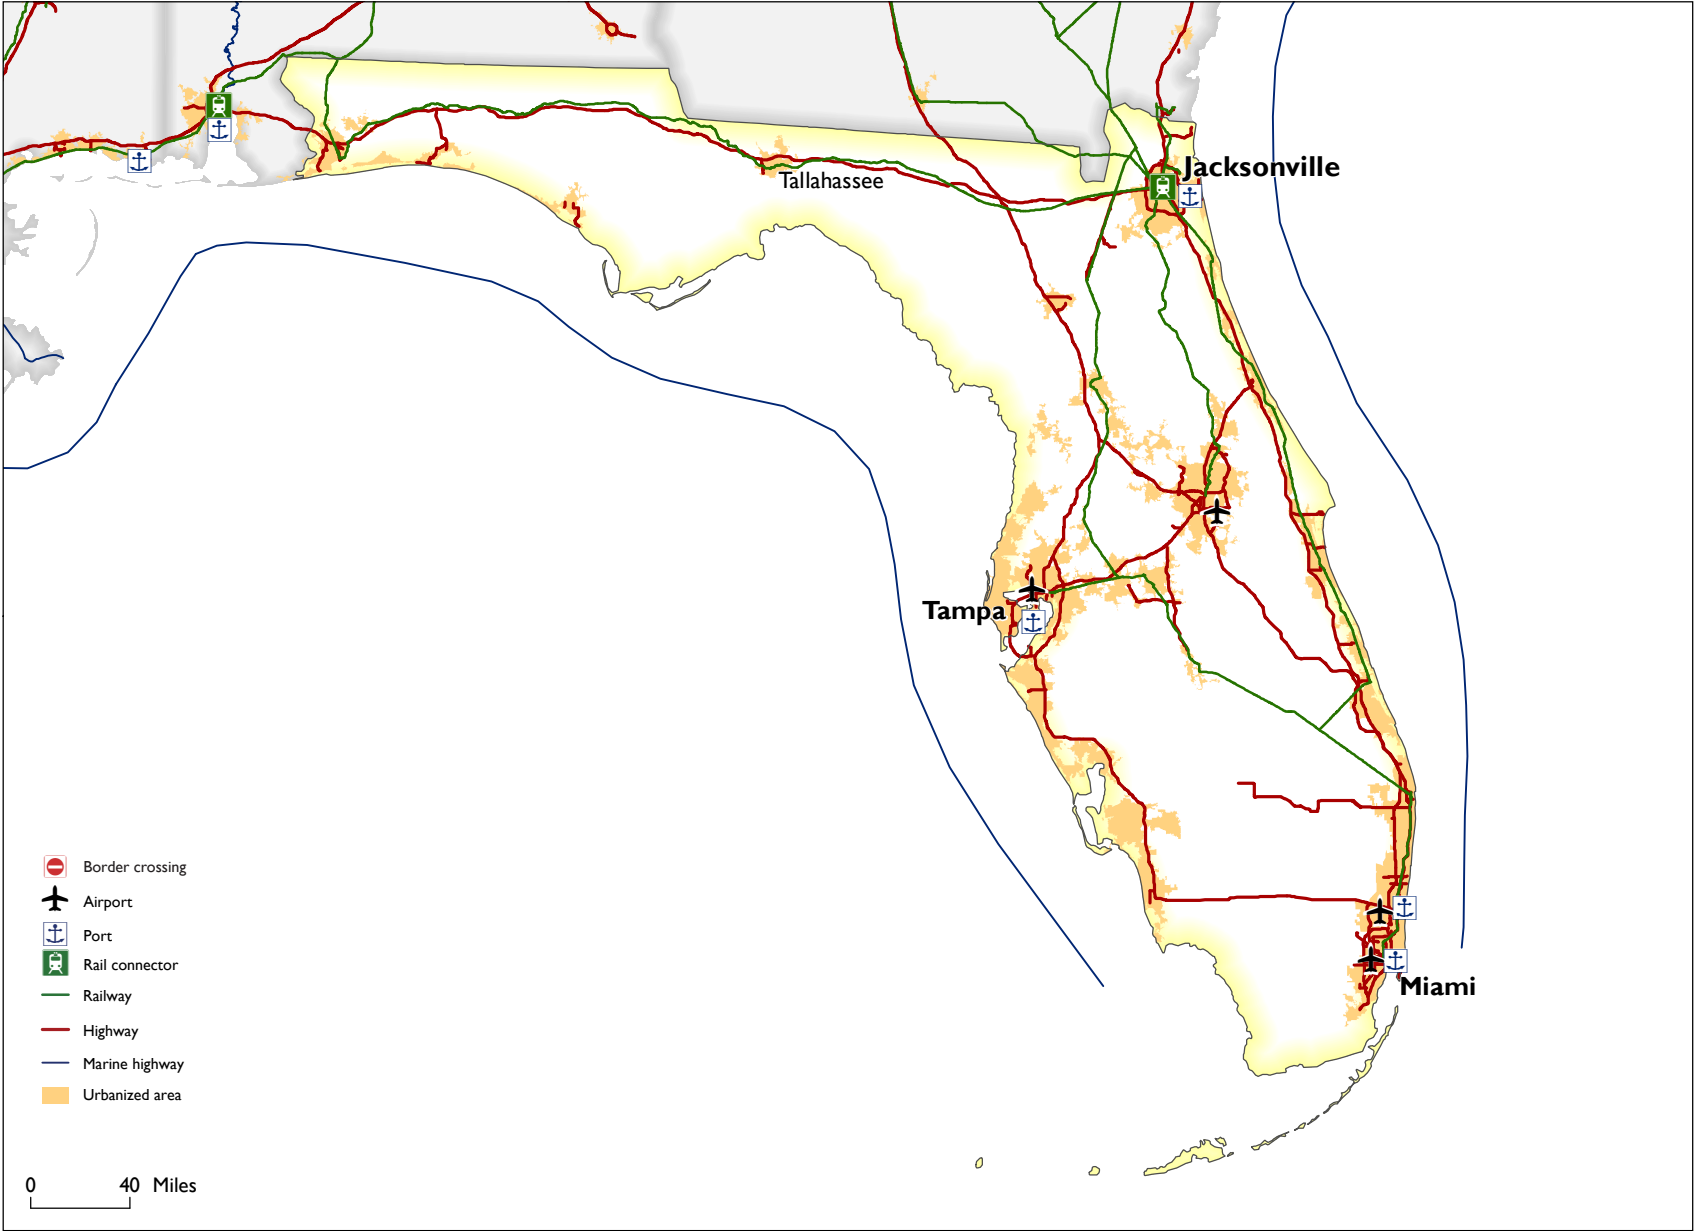 Jacksonville
Tallahassee
Tampa
Miami
Border crossing
Airport
Port
Rail connector
Railway
Highway
Marine highway
Urbanized area
0 40 Miles